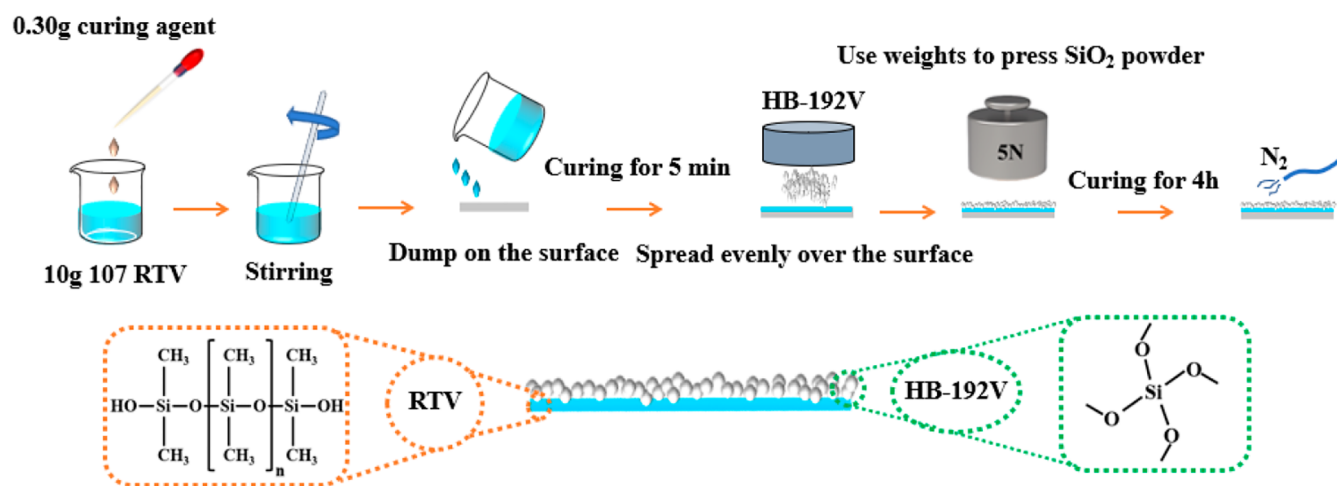 0.30g curing agent
Use weights to press SiO₂ powder
HB-192V
5N
N₂
Curing for 5 min
Curing for 4h
10g 107 RTV
Stirring
Dump on the surface
Spread evenly over the surface
CH₃ CH₃ CH₃
HO—Si—O—Si—O—Si—OH
CH₃ CH₃ CH₃
n
RTV
HB-192V
O
O
Si
O
O